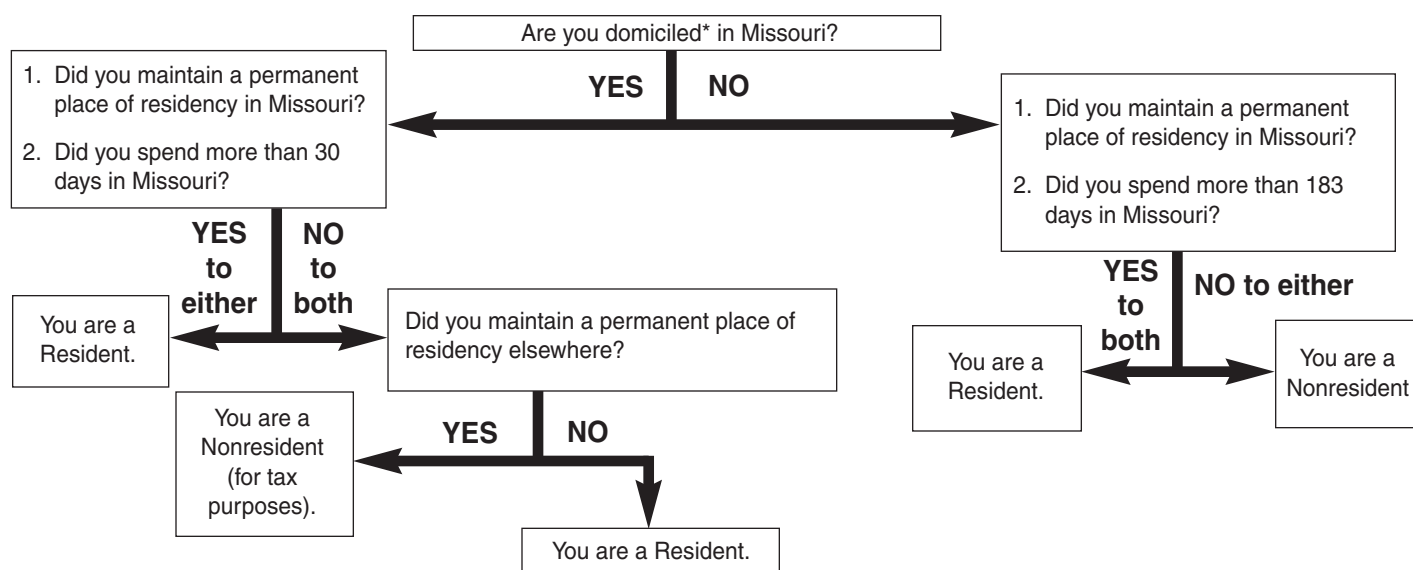 Are you domiciled* in Missouri?
YES
NO
1. Did you maintain a permanent
place of residency in Missouri?
2. Did you spend more than 30
days in Missouri?
1. Did you maintain a permanent
place of residency in Missouri?
2. Did you spend more than 183
days in Missouri?
YES
to
either
NO
to
both
You are a
Resident.
Did you maintain a permanent place of
residency elsewhere?
YES
to
both
NO to either
You are a
Resident.
You are a
Nonresident
YES
NO
You are a
Nonresident
(for tax
purposes).
You are a Resident.